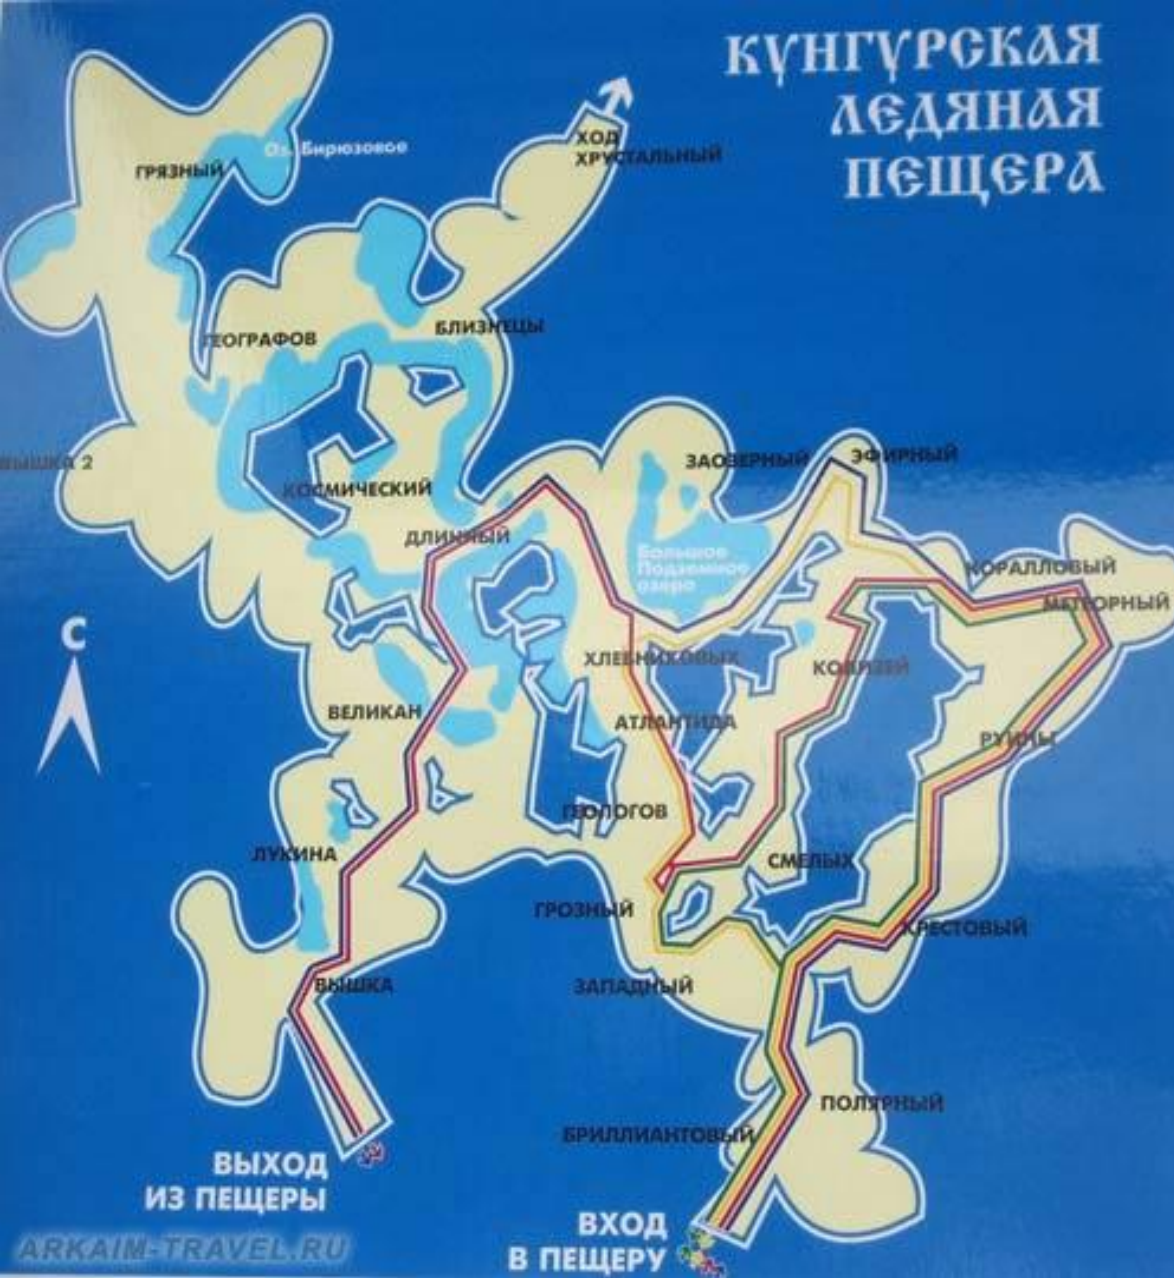 КУНГУРСКАЯ
ЛЕДЯНАЯ
ПЕЩЕРА
ХОД
ХРУСТАЛЬНЫЙ
Оз. Бирюзовое
ГРЯЗНЫЙ
БЛИЗНЕЦЫ
ГЕОГРАФОВ
ВЫШКА 2
ЗАОЗЕРНЫЙ
ЭФИРНЫЙ
КОСМИЧЕСКИЙ
ДЛИННЫЙ
Большое
Подземное
озеро
КОРАЛЛОВЫЙ
МЕТЕОРНЫЙ
С
ХЛЕБНИКОВЫХ
КОЛИЗЕЙ
ВЕЛИКАН
АТЛАНТИДА
РУИНЫ
ГЕОЛОГОВ
ЛУКИНА
СМЕЛЫХ
ГРОЗНЫЙ
КРЕСТОВЫЙ
ВЫШКА
ЗАПАДНЫЙ
ПОЛЯРНЫЙ
БРИЛЛИАНТОВЫЙ
ВЫХОД
ИЗ ПЕЩЕРЫ
ВХОД
В ПЕЩЕРУ
ARKAIM-TRAVEL.RU